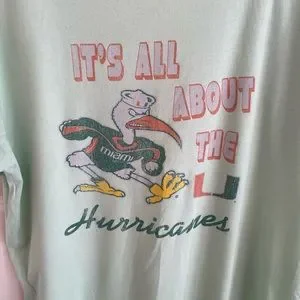 IT'S ALL
ABOUT
THE
MIAMI
U
Hurricanes